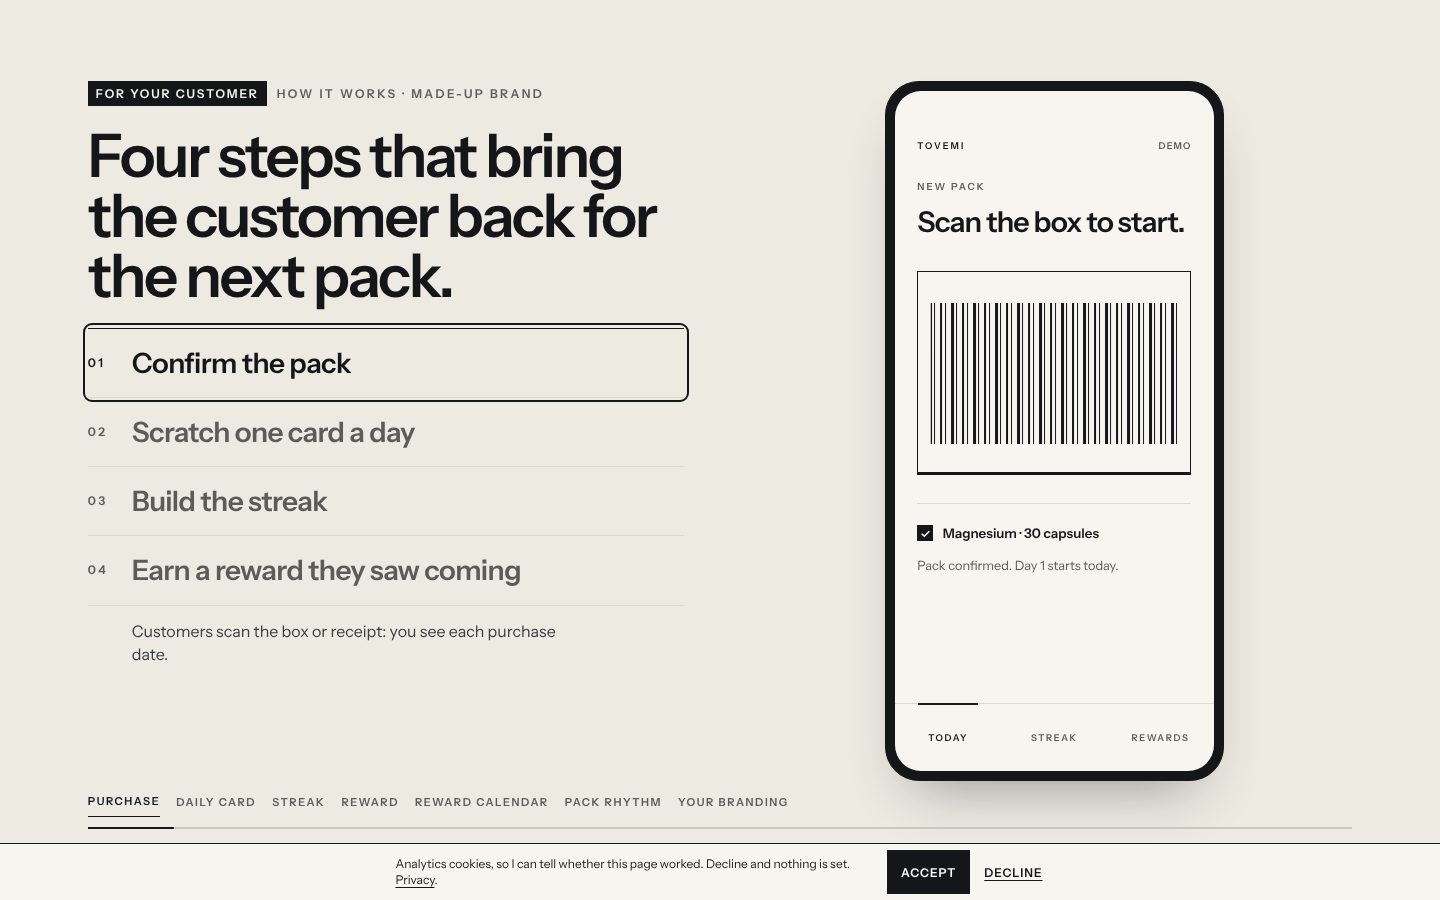 FOR YOUR CUSTOMER HOW IT WORKS · MADE-UP BRAND
Four steps that bring
the customer back for
the next pack.
01 Confirm the pack
02 Scratch one card a day
03 Build the streak
04 Earn a reward they saw coming
Customers scan the box or receipt: you see each purchase
date.
TOVEMI DEMO
NEW PACK
Scan the box to start.
Magnesium · 30 capsules
Pack confirmed. Day 1 starts today.
TODAY STREAK REWARDS
PURCHASE DAILY CARD STREAK REWARD REWARD CALENDAR PACK RHYTHM YOUR BRANDING
Analytics cookies, so I can tell whether this page worked. Decline and nothing is set.
Privacy.
ACCEPT DECLINE